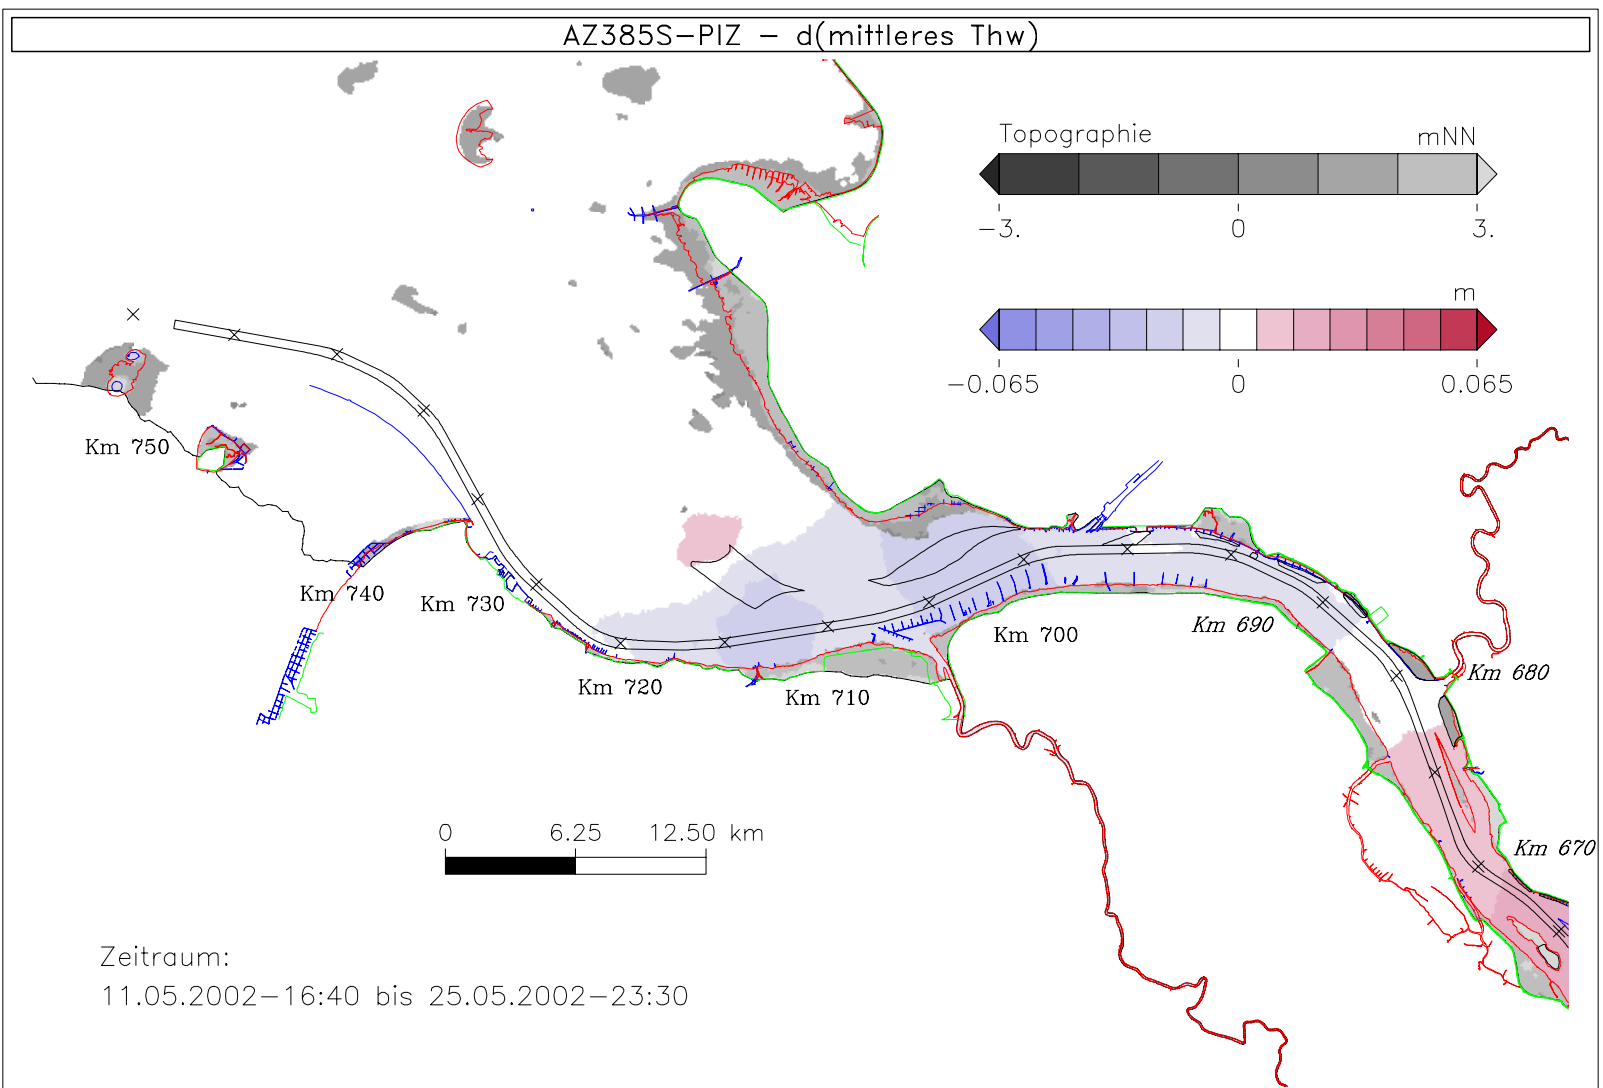 AZ385S-PIZ - d(mittleres Thw)
Topographie mNN
-3. 0 3.
m
-0.065 0 0.065
Km 750
Km 740
Km 730
Km 720
Km 710
Km 700
Km 690
Km 680
Km 670
0 6.25 12.50 km
Zeitraum:
11.05.2002-16:40 bis 25.05.2002-23:30